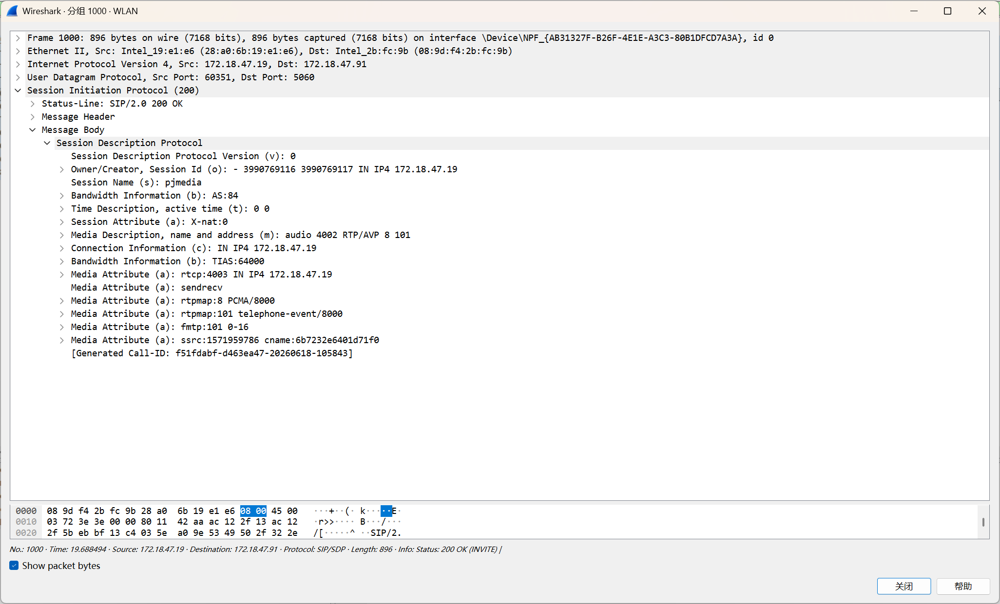 Wireshark · 分组 1000 · WLAN
Frame 1000: 896 bytes on wire (7168 bits), 896 bytes captured (7168 bits) on interface \Device\NPF_{AB31327F-B26F-4E1E-A3C3-80B1DFCD7A3A}, id 0
Ethernet II, Src: Intel_19:e1:e6 (28:a0:6b:19:e1:e6), Dst: Intel_2b:fc:9b (08:9d:f4:2b:fc:9b)
Internet Protocol Version 4, Src: 172.18.47.19, Dst: 172.18.47.91
User Datagram Protocol, Src Port: 60351, Dst Port: 5060
Session Initiation Protocol (200)
Status-Line: SIP/2.0 200 OK
Message Header
Message Body
Session Description Protocol
Session Description Protocol Version (v): 0
Owner/Creator, Session Id (o): - 3990769116 3990769117 IN IP4 172.18.47.19
Session Name (s): pjmedia
Bandwidth Information (b): AS:84
Time Description, active time (t): 0 0
Session Attribute (a): X-nat:0
Media Description, name and address (m): audio 4002 RTP/AVP 8 101
Connection Information (c): IN IP4 172.18.47.19
Bandwidth Information (b): TIAS:64000
Media Attribute (a): rtcp:4003 IN IP4 172.18.47.19
Media Attribute (a): sendrecv
Media Attribute (a): rtpmap:8 PCMA/8000
Media Attribute (a): rtpmap:101 telephone-event/8000
Media Attribute (a): fmtp:101 0-16
Media Attribute (a): ssrc:1571959786 cname:6b7232e6401d71f0
[Generated Call-ID: f51fdabf-d463ea47-20260618-105843]
0000 08 9d f4 2b fc 9b 28 a0 6b 19 e1 e6 08 00 45 00 ···+··(· k·····E·
0010 03 72 3e 3e 00 00 80 11 42 aa ac 12 2f 13 ac 12 ·r>>···· B···/···
0020 2f 5b eb bf 13 c4 03 5e a0 9e 53 49 50 2f 32 2e /[·····^ ··SIP/2.
No.: 1000 · Time: 19.688494 · Source: 172.18.47.19 · Destination: 172.18.47.91 · Protocol: SIP/SDP · Length: 896 · Info: Status: 200 OK (INVITE) |
Show packet bytes
关闭 帮助